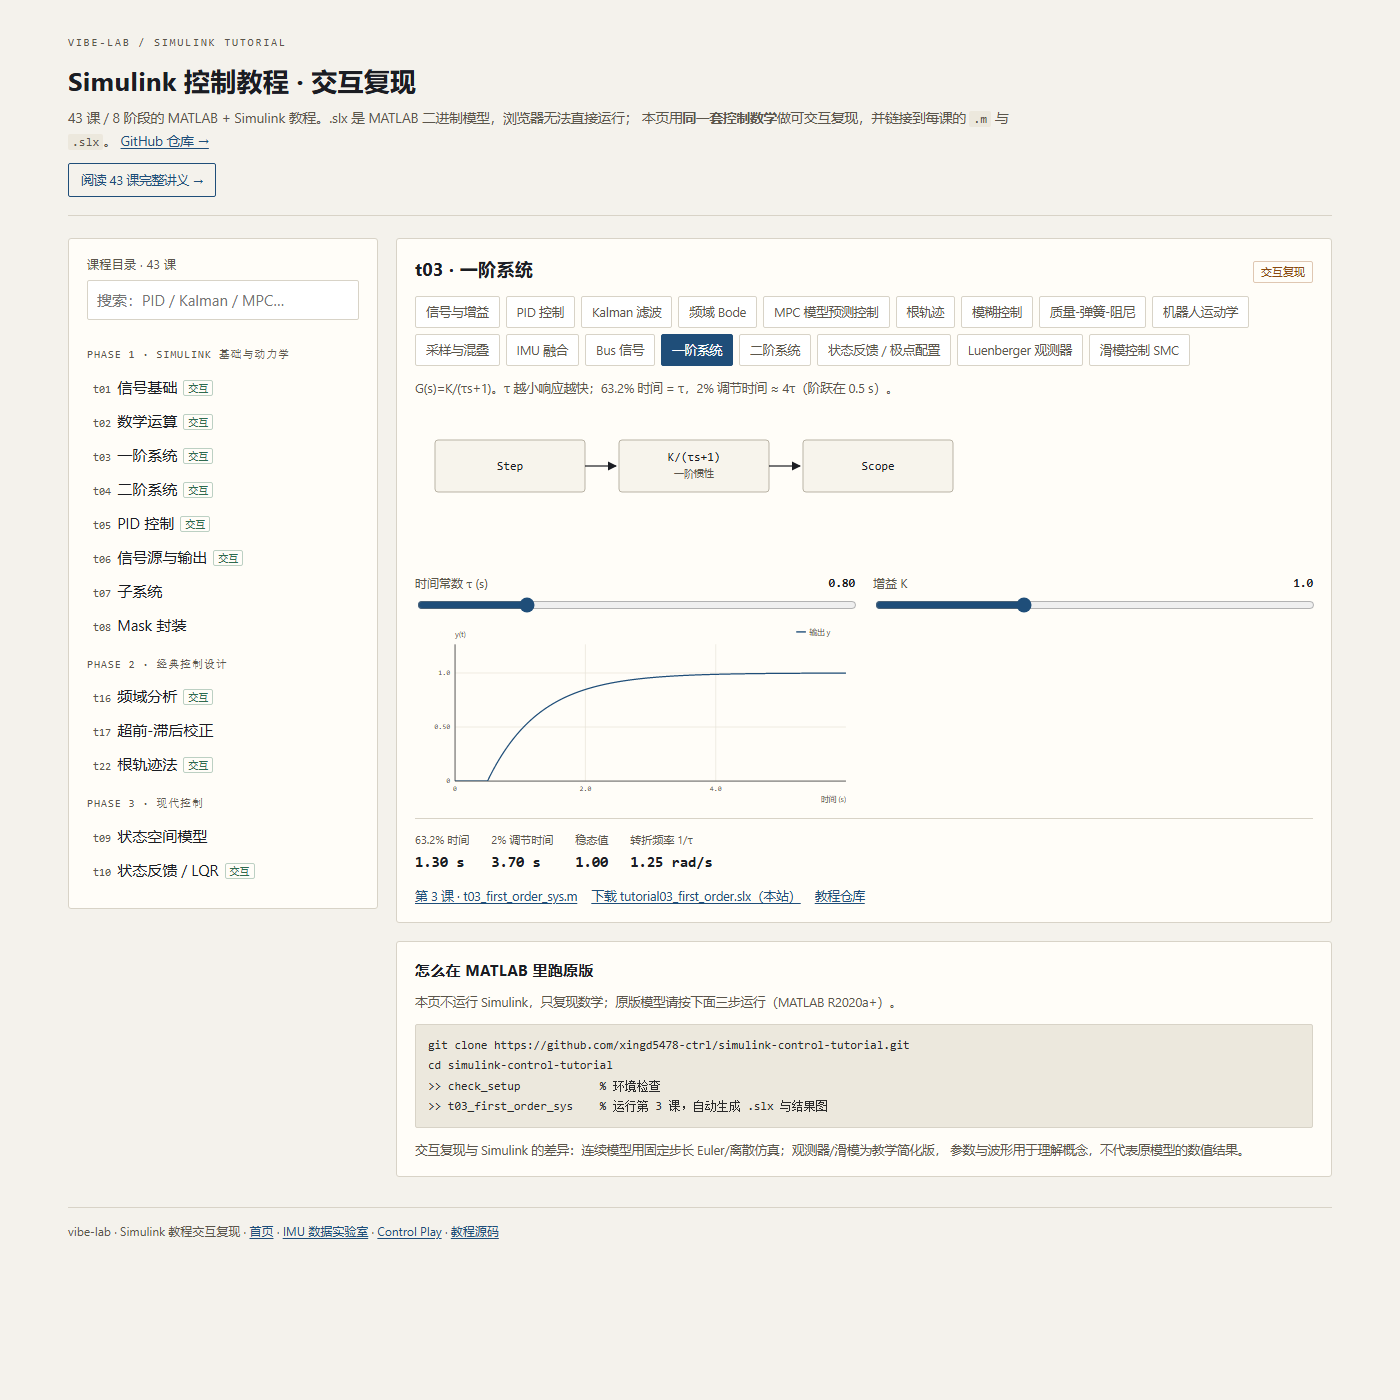 VIBE-LAB / SIMULINK TUTORIAL
Simulink 控制教程 · 交互复现
43 课 / 8 阶段的 MATLAB + Simulink 教程。.slx 是 MATLAB 二进制模型，浏览器无法直接运行； 本页用同一套控制数学做可交互复现，并链接到每课的 .m 与
.slx 。 GitHub 仓库 →
阅读 43 课完整讲义 →
课程目录 · 43 课
搜索：PID / Kalman / MPC...
PHASE 1 · SIMULINK 基础与动力学
t01 信号基础 交互
t02 数学运算 交互
t03 一阶系统 交互
t04 二阶系统 交互
t05 PID 控制 交互
t06 信号源与输出 交互
t07 子系统
t08 Mask 封装
PHASE 2 · 经典控制设计
t16 频域分析 交互
t17 超前-滞后校正
t22 根轨迹法 交互
PHASE 3 · 现代控制
t09 状态空间模型
t10 状态反馈 / LQR 交互
t03 · 一阶系统
交互复现
信号与增益 PID 控制 Kalman 滤波 频域 Bode MPC 模型预测控制 根轨迹 模糊控制 质量-弹簧-阻尼 机器人运动学
采样与混叠 IMU 融合 Bus 信号 一阶系统 二阶系统 状态反馈 / 极点配置 Luenberger 观测器 滑模控制 SMC
G(s)=K/(τs+1)。τ 越小响应越快；63.2% 时间 = τ，2% 调节时间 ≈ 4τ（阶跃在 0.5 s）。
Step
K/(τs+1)
一阶惯性
Scope
时间常数 τ (s) 0.80
增益 K 1.0
y(t)
输出 y
1.0
0.50
0
0 2.0 4.0
时间 (s)
63.2% 时间 2% 调节时间 稳态值 转折频率 1/τ
1.30 s 3.70 s 1.00 1.25 rad/s
第 3 课 · t03_first_order_sys.m 下载 tutorial03_first_order.slx（本站） 教程仓库
怎么在 MATLAB 里跑原版
本页不运行 Simulink，只复现数学；原版模型请按下面三步运行（MATLAB R2020a+）。
git clone https://github.com/xingd5478-ctrl/simulink-control-tutorial.git
cd simulink-control-tutorial
>> check_setup % 环境检查
>> t03_first_order_sys % 运行第 3 课，自动生成 .slx 与结果图
交互复现与 Simulink 的差异：连续模型用固定步长 Euler/离散仿真；观测器/滑模为教学简化版， 参数与波形用于理解概念，不代表原模型的数值结果。
vibe-lab · Simulink 教程交互复现 · 首页 · IMU 数据实验室 · Control Play · 教程源码